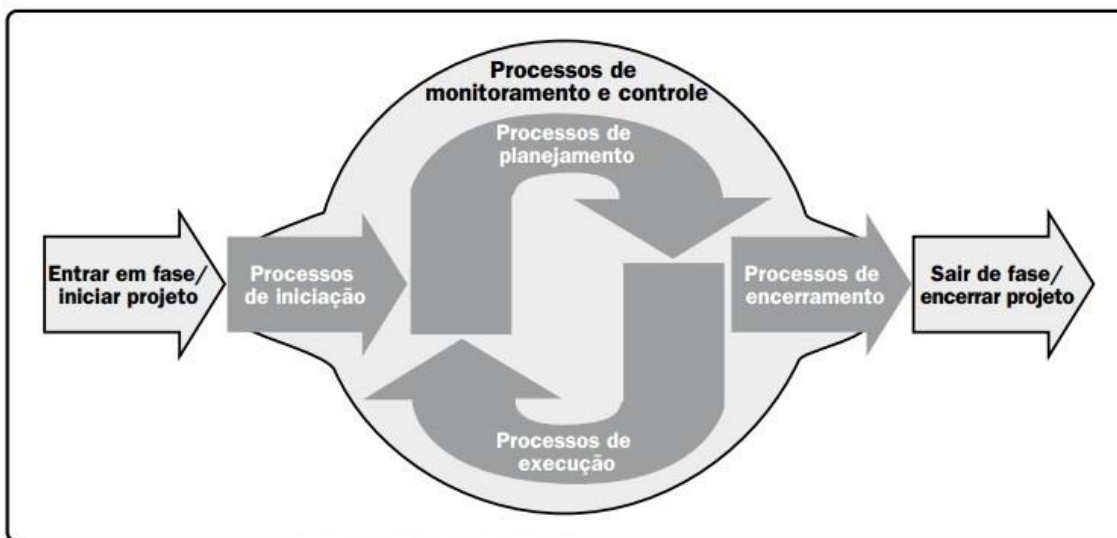 Processos de
monitoramento e controle
Processos de
planejamento
Entrar em fase/
iniciar projeto
Processos
de iniciação
Processos de
encerramento
Sair de fase/
encerrar projeto
Processos de
execução